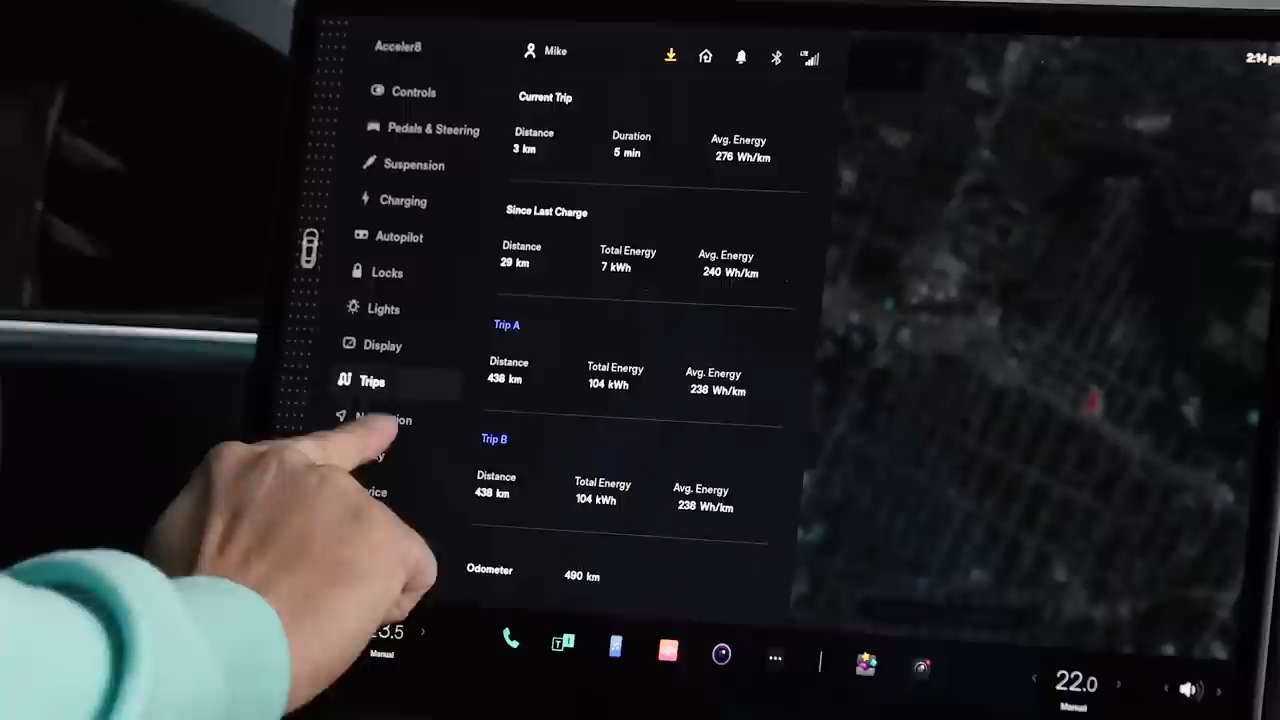 Acceler8
Mike
LTE
2:14 pm
Controls
Pedals & Steering
Suspension
Charging
Autopilot
Locks
Lights
Display
Trips
Current Trip
Distance
3 km
Duration
5 min
Avg. Energy
276 Wh/km
Since Last Charge
Distance
29 km
Total Energy
7 kWh
Avg. Energy
240 Wh/km
Trip A
Distance
438 km
Total Energy
104 kWh
Avg. Energy
238 Wh/km
Trip B
Distance
438 km
Total Energy
104 kWh
Avg. Energy
238 Wh/km
Odometer
490 km
Manual
22.0
Manual